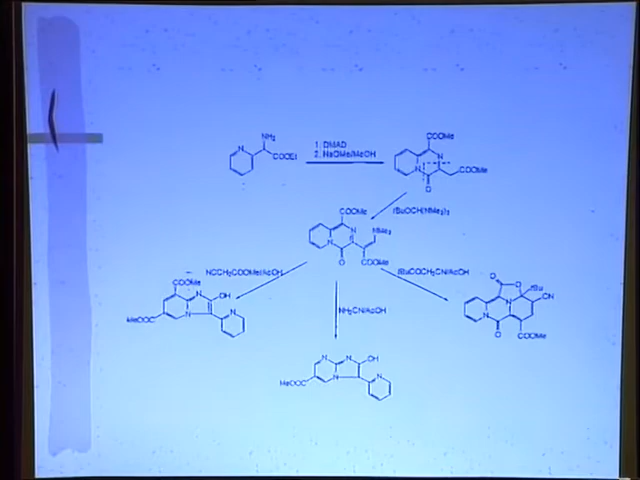 NH₂
COOEt
N
1. DMAD
2. NaOMe/MeOH
COOMe
N
N
O
COOMe
tBuOCH(NMe₂)₂
COOMe
N
N
O
NMe₂
COOMe
NCCH₂COOMe/AcOH
NH₂CN/AcOH
tBuCOCH₂CN/AcOH
COOMe
N
OH
MeOOC
N
N
O
O
tBu
CN
N
N
O
COOMe
N
N
OH
MeOOC
N
N